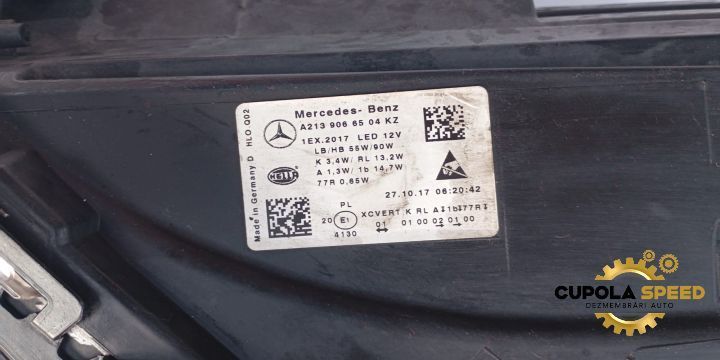 Mercedes-Benz
A213 906 65 04 KZ
1EX.2017 LED 12V
LB/HB 55W/90W
K 3,4W/ RL 13,2W
A 1,3W/ 1b 14,7W
77R 0,65W
27.10.17 06:20:42
Made in Germany D HLO.Q02
Hella
PL
20 E1 XCVERT K RL A 1b 77R
4130 01 01 00 02 01 00
CUPOLA SPEED
DEZMEMBRĂRI AUTO